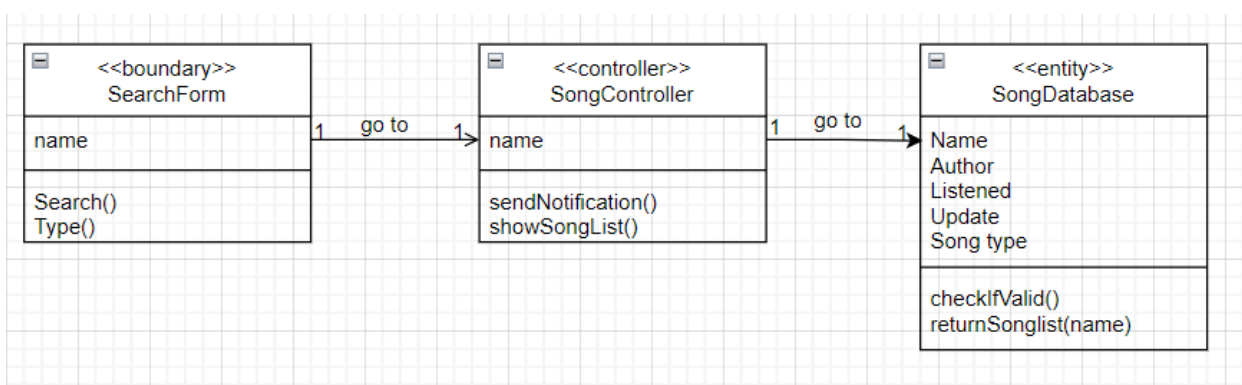 <<boundary>>
SearchForm
name
Search()
Type()
1
go to
1
<<controller>>
SongController
name
sendNotification()
showSongList()
1
go to
1
<<entity>>
SongDatabase
Name
Author
Listened
Update
Song type
checkIfValid()
returnSonglist(name)